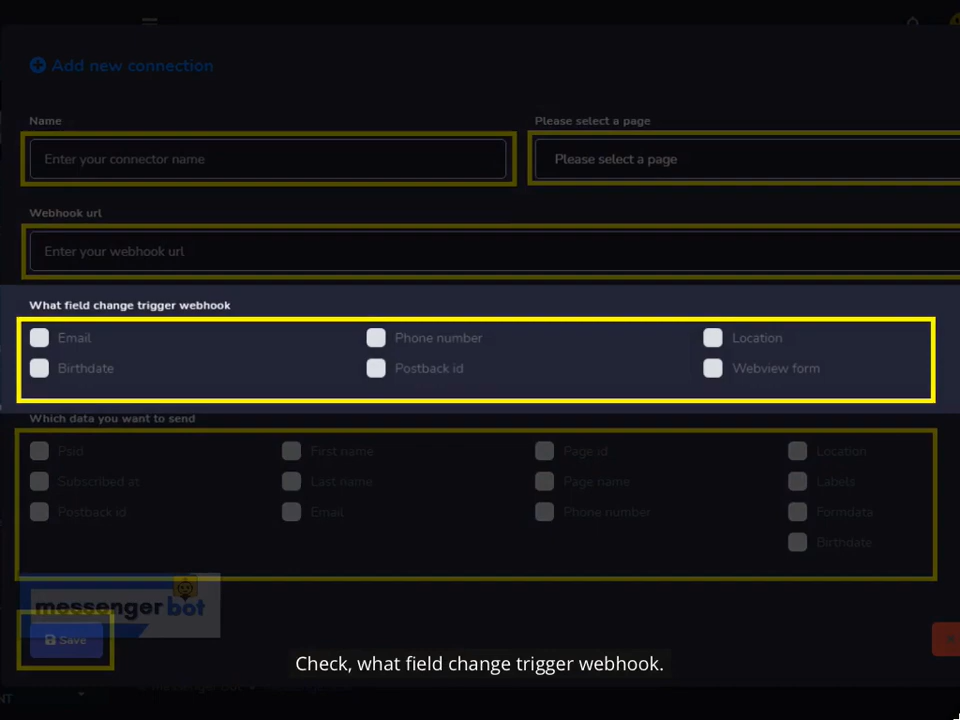 Add new connection
Name
Please select a page
Enter your connector name
Please select a page
Webhook url
Enter your webhook url
What field change trigger webhook
Email
Phone number
Location
Birthdate
Postback id
Webview form
Which data you want to send
Psid
First name
Page id
Location
Subscribed at
Last name
Page name
Labels
Postback id
Email
Phone number
Formdata
Birthdate
messenger bot
Save
Check, what field change trigger webhook.